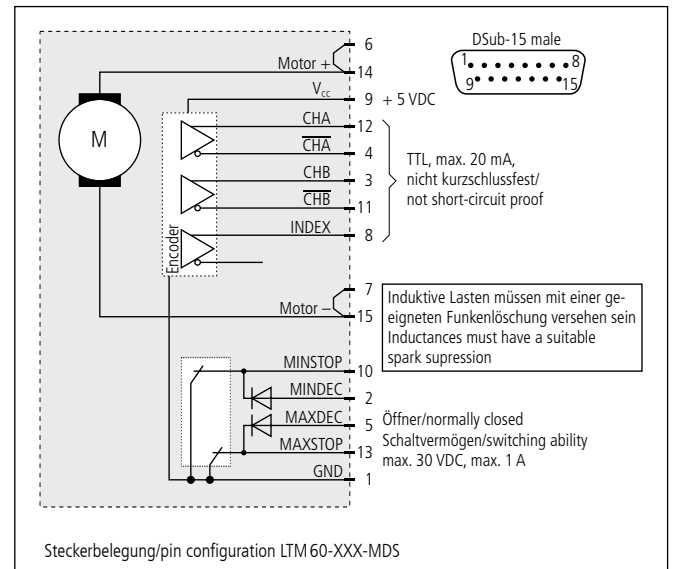 DSub-15 male
1 8
9 15
6
Motor + 14
Vcc 9 + 5 VDC
CHA 12
C̅H̅A̅ 4
CHB 3
C̅H̅B̅ 11
INDEX 8
TTL, max. 20 mA,
nicht kurzschlussfest/
not short-circuit proof
M
Encoder
7
Motor – 15
Induktive Lasten müssen mit einer ge-
eigneten Funkenlöschung versehen sein
Inductances must have a suitable
spark supression
MINSTOP 10
MINDEC 2
MAXDEC 5
MAXSTOP 13
GND 1
Öffner/normally closed
Schaltvermögen/switching ability
max. 30 VDC, max. 1 A
Steckerbelegung/pin configuration LTM 60-XXX-MDS